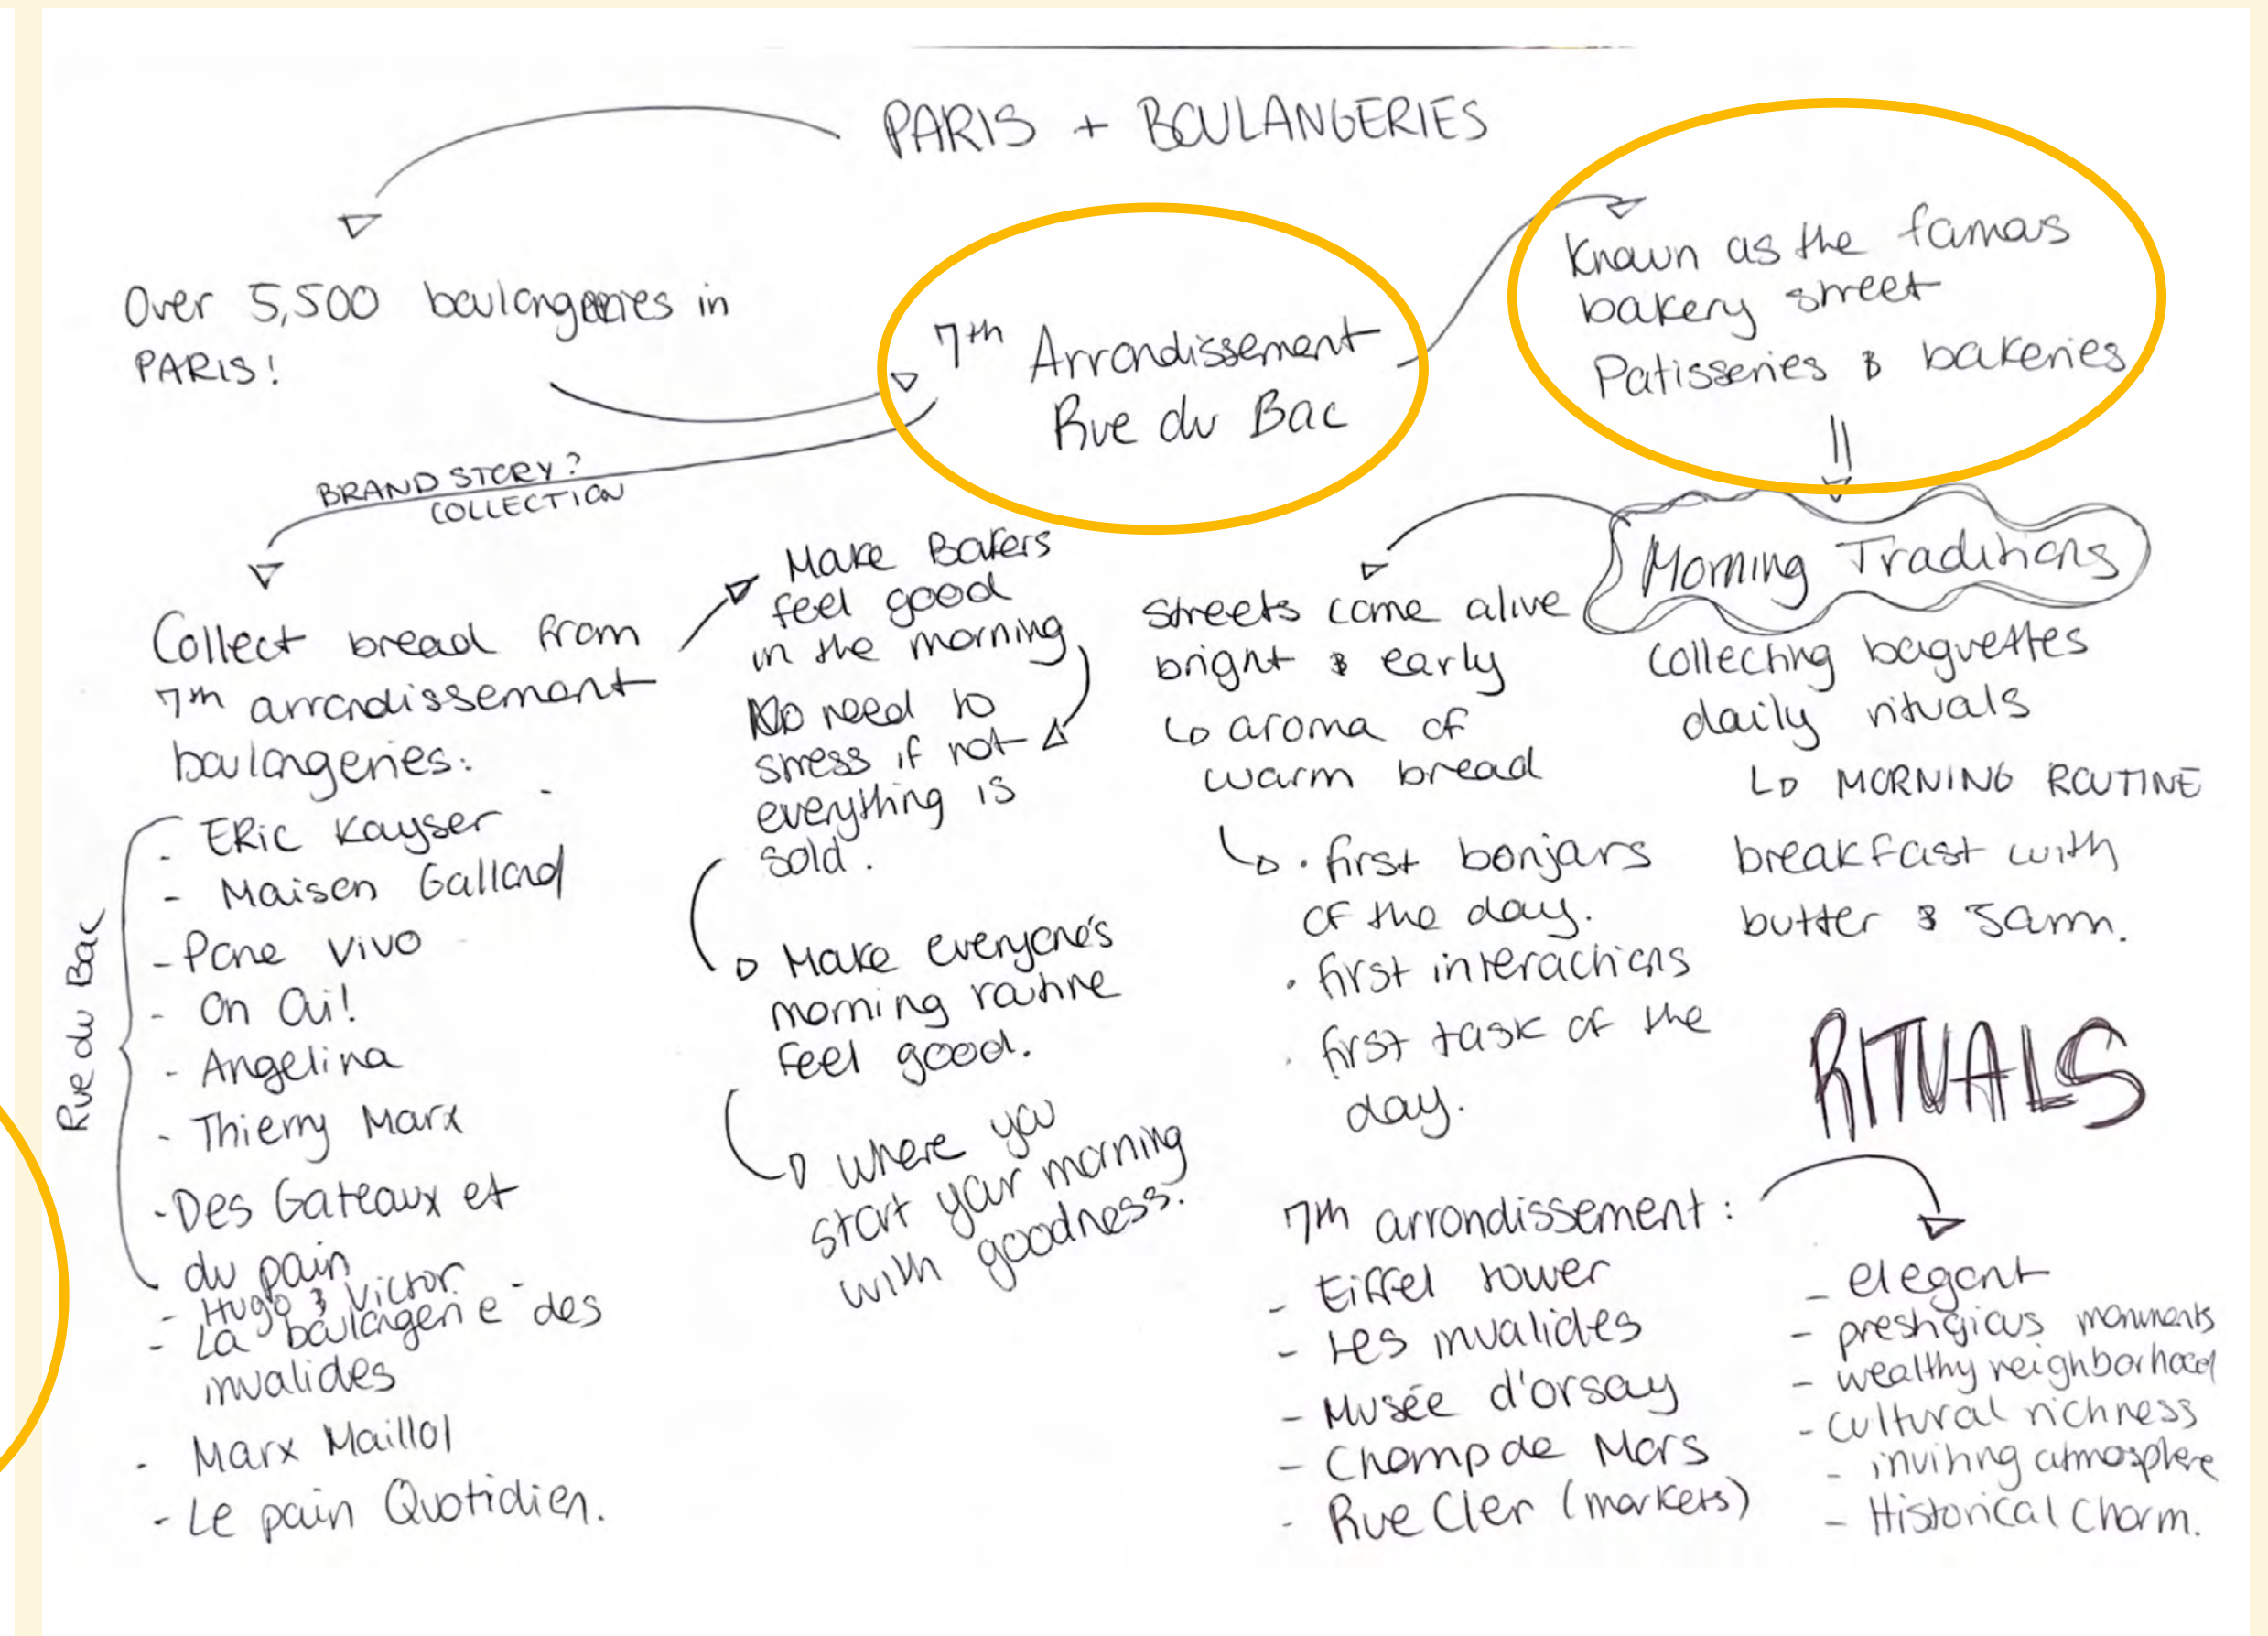 PARIS + BOULANGERIES
Over 5,500 boulangeries in
PARIS!
7th Arrondissement
Rue du Bac
Known as the famous
bakery street
Patisseries & bakeries
BRAND STORY?
COLLECTION
Collect bread from
7th arrondissement
boulangeries:
Rue du Bac
- ERic Kayser
- Maison Galland
- Pane Vivo
- On Oui!
- Angelina
- Thierry Marx
- Des Gateaux et
du pain
- Hugo & Victor
- La boulangerie des
invalides
- Marx Maillol
- Le pain Quotidien.
Make Bakers
feel good
in the morning
No need to
stress if not
everything is
sold.
Make everyone's
morning routine
feel good.
where you
start your morning
with goodness.
Morning Traditions
Streets come alive
bright & early
aroma of
warm bread
• first bonjours
of the day.
• first interactions
• first task of the
day.
collecting baguettes
daily rituals
MORNING ROUTINE
breakfast with
butter & Jamm.
RITUALS
7th arrondissement:
- Eiffel tower
- Les invalides
- Musée d'orsay
- Champ de Mars
- Rue Cler (markets)
- elegant
- prestigious monuments
- wealthy neighborhood
- cultural richness
- inviting atmosphere
- Historical Charm.